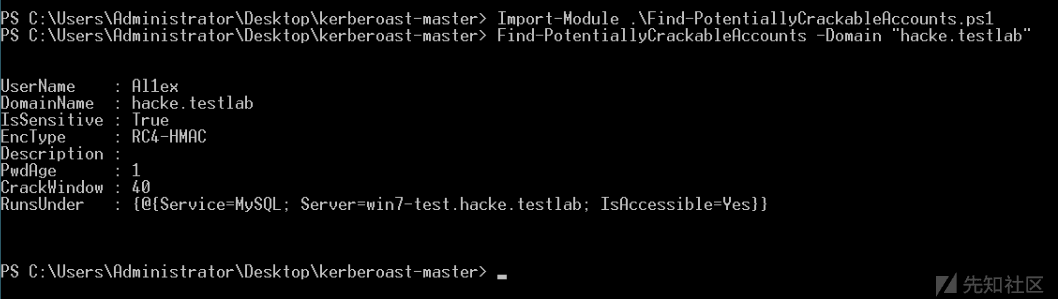 PS C:\Users\Administrator\Desktop\kerberoast-master> Import-Module .\Find-PotentiallyCrackableAccounts.ps1
PS C:\Users\Administrator\Desktop\kerberoast-master> Find-PotentiallyCrackableAccounts -Domain "hacke.testlab"
UserName    : Al1ex
DomainName  : hacke.testlab
IsSensitive : True
EncType     : RC4-HMAC
Description :
PwdAge      : 1
CrackWindow : 40
RunsUnder   : {@{Service=MySQL; Server=win7-test.hacke.testlab; IsAccessible=Yes}}
PS C:\Users\Administrator\Desktop\kerberoast-master> _
先知社区